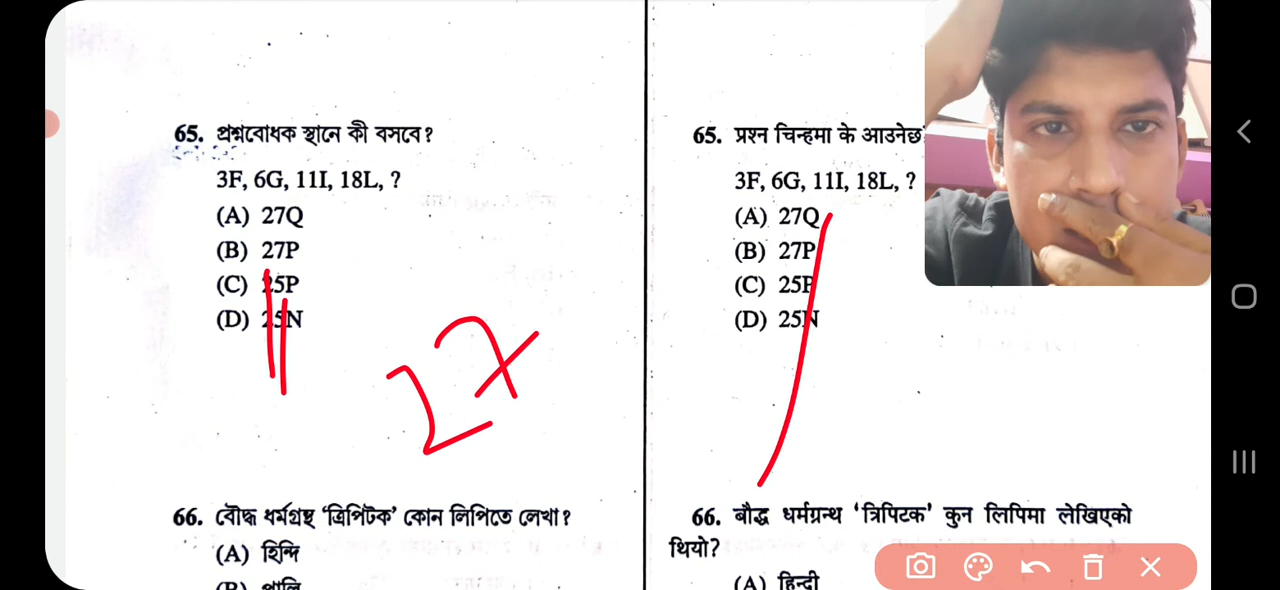 65. প্রশ্নবোধক স্থানে কী বসবে?
3F, 6G, 11I, 18L, ?
(A) 27Q
(B) 27P
(C) 25P
(D) 25N
27
66. বৌদ্ধ ধর্মগ্রন্থ ‘ত্রিপিটক’ কোন লিপিতে লেখা?
(A) হিন্দি
(B) পালি
65. प्रश्न चिन्हमा के आउनेछ
3F, 6G, 11I, 18L, ?
(A) 27Q
(B) 27P
(C) 25P
(D) 25N
66. बौद्ध धर्मग्रन्थ ‘त्रिपिटक’ कुन लिपिमा लेखिएको
थियो?
(A) हिन्दी